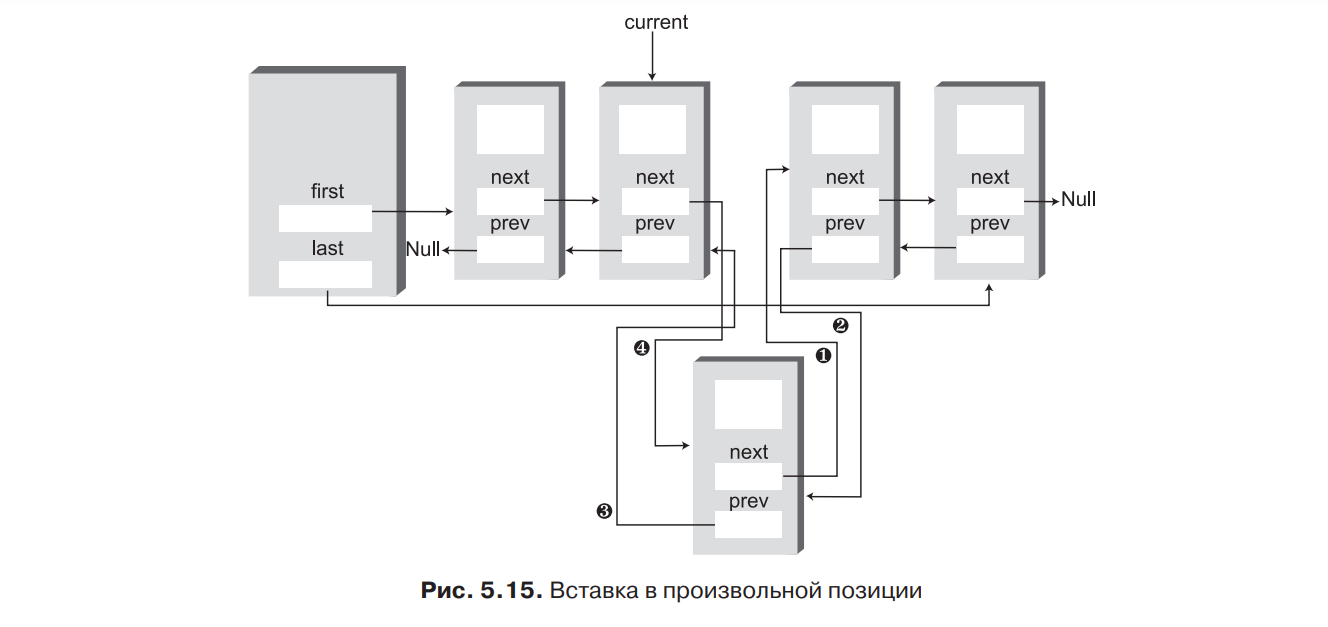 current
first
last
Null
next
prev
next
prev
next
prev
next
prev
Null
❹
❷
❶
❸
next
prev
Рис. 5.15. Вставка в произвольной позиции